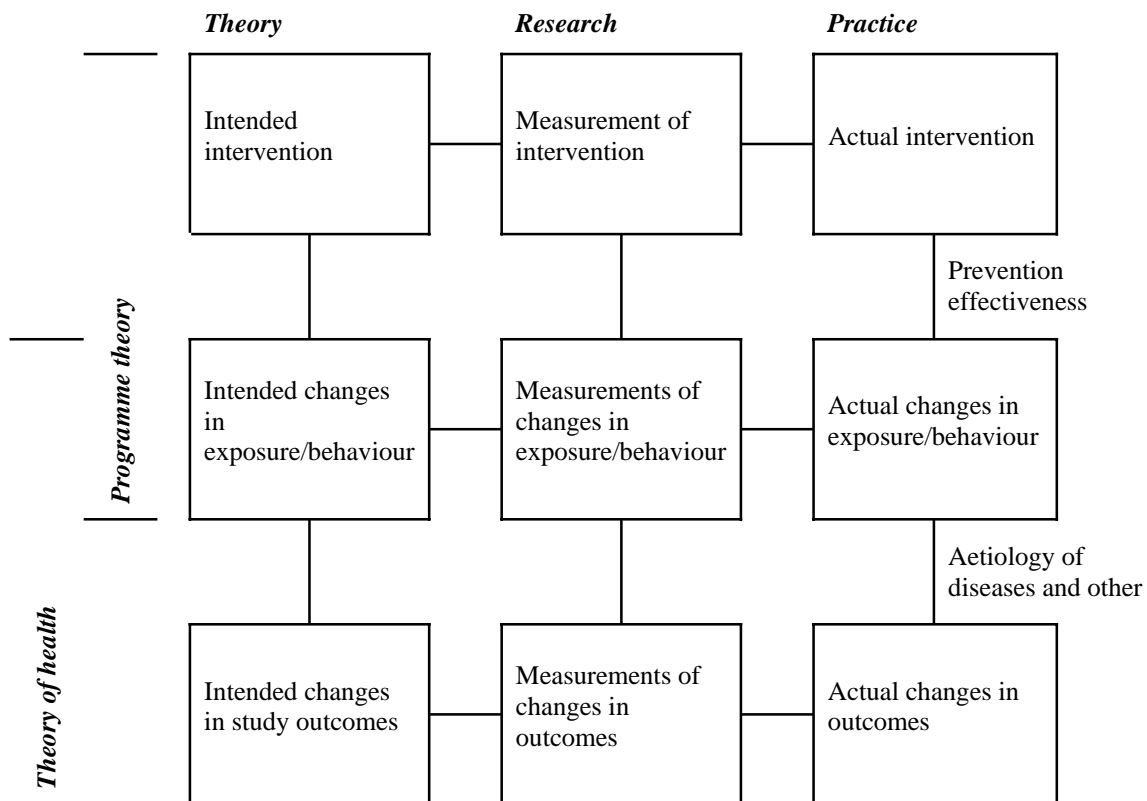 Theory
Research
Practice
Intended
intervention
Measurement of
intervention
Actual intervention
Prevention
effectiveness
Programme theory
Intended changes
in
exposure/behaviour
Measurements of
changes in
exposure/behaviour
Actual changes in
exposure/behaviour
Aetiology of
diseases and other
Theory of health
Intended changes
in study outcomes
Measurements of
changes in
outcomes
Actual changes in
outcomes